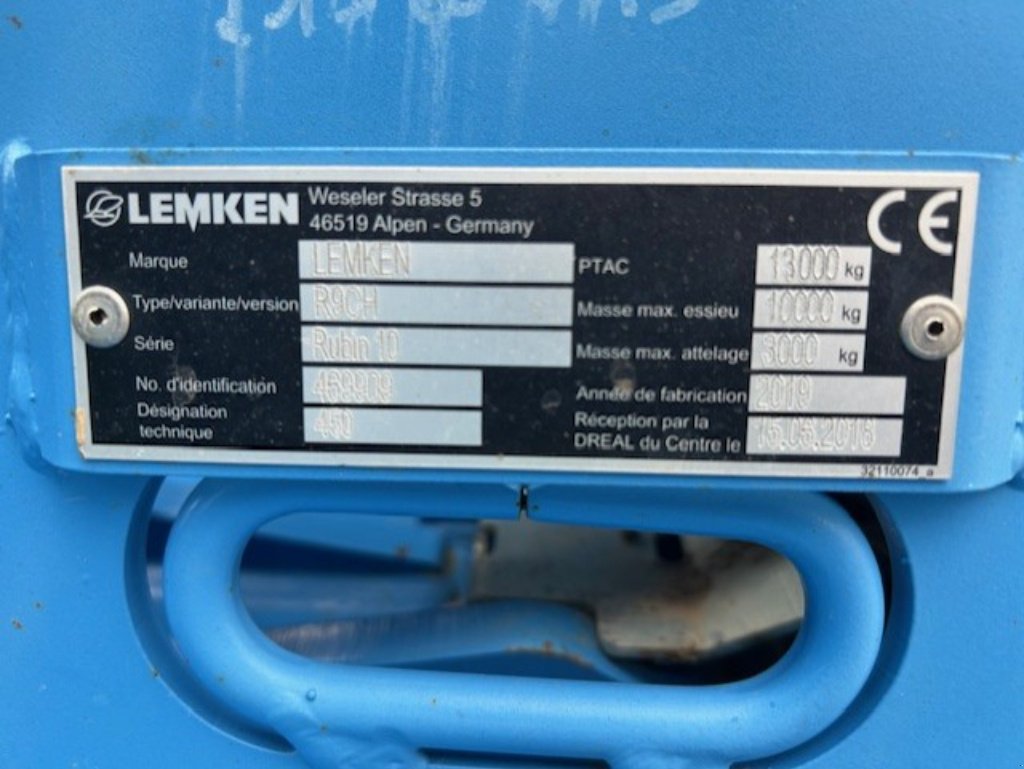 LEMKEN
Weseler Strasse 5
46519 Alpen - Germany
CE
Marque LEMKEN
Type/variante/version R9CH
Série Rubin 10
No. d'identification 469909
Désignation technique 450
PTAC 13000 kg
Masse max. essieu 10000 kg
Masse max. attelage 3000 kg
Année de fabrication 2019
Réception par la
DREAL du Centre le 15.05.2018
32110074_a